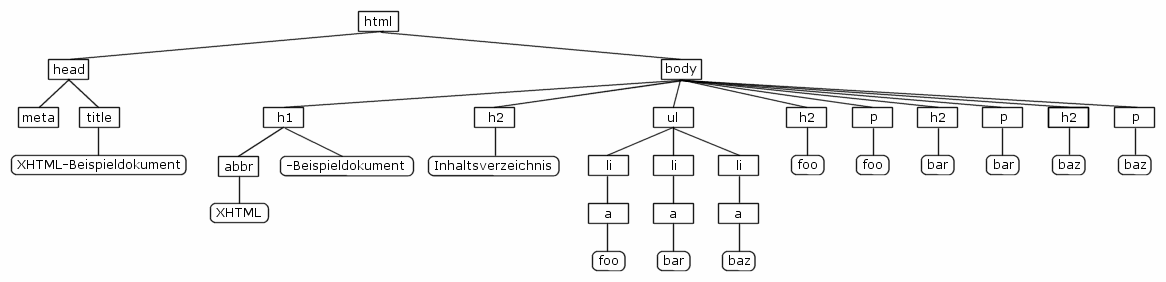 html
head body
meta title h1 h2 ul h2 p h2 p h2 p
XHTML-Beispieldokument abbr -Beispieldokument Inhaltsverzeichnis li li li foo foo bar bar baz baz
XHTML a a a
foo bar baz